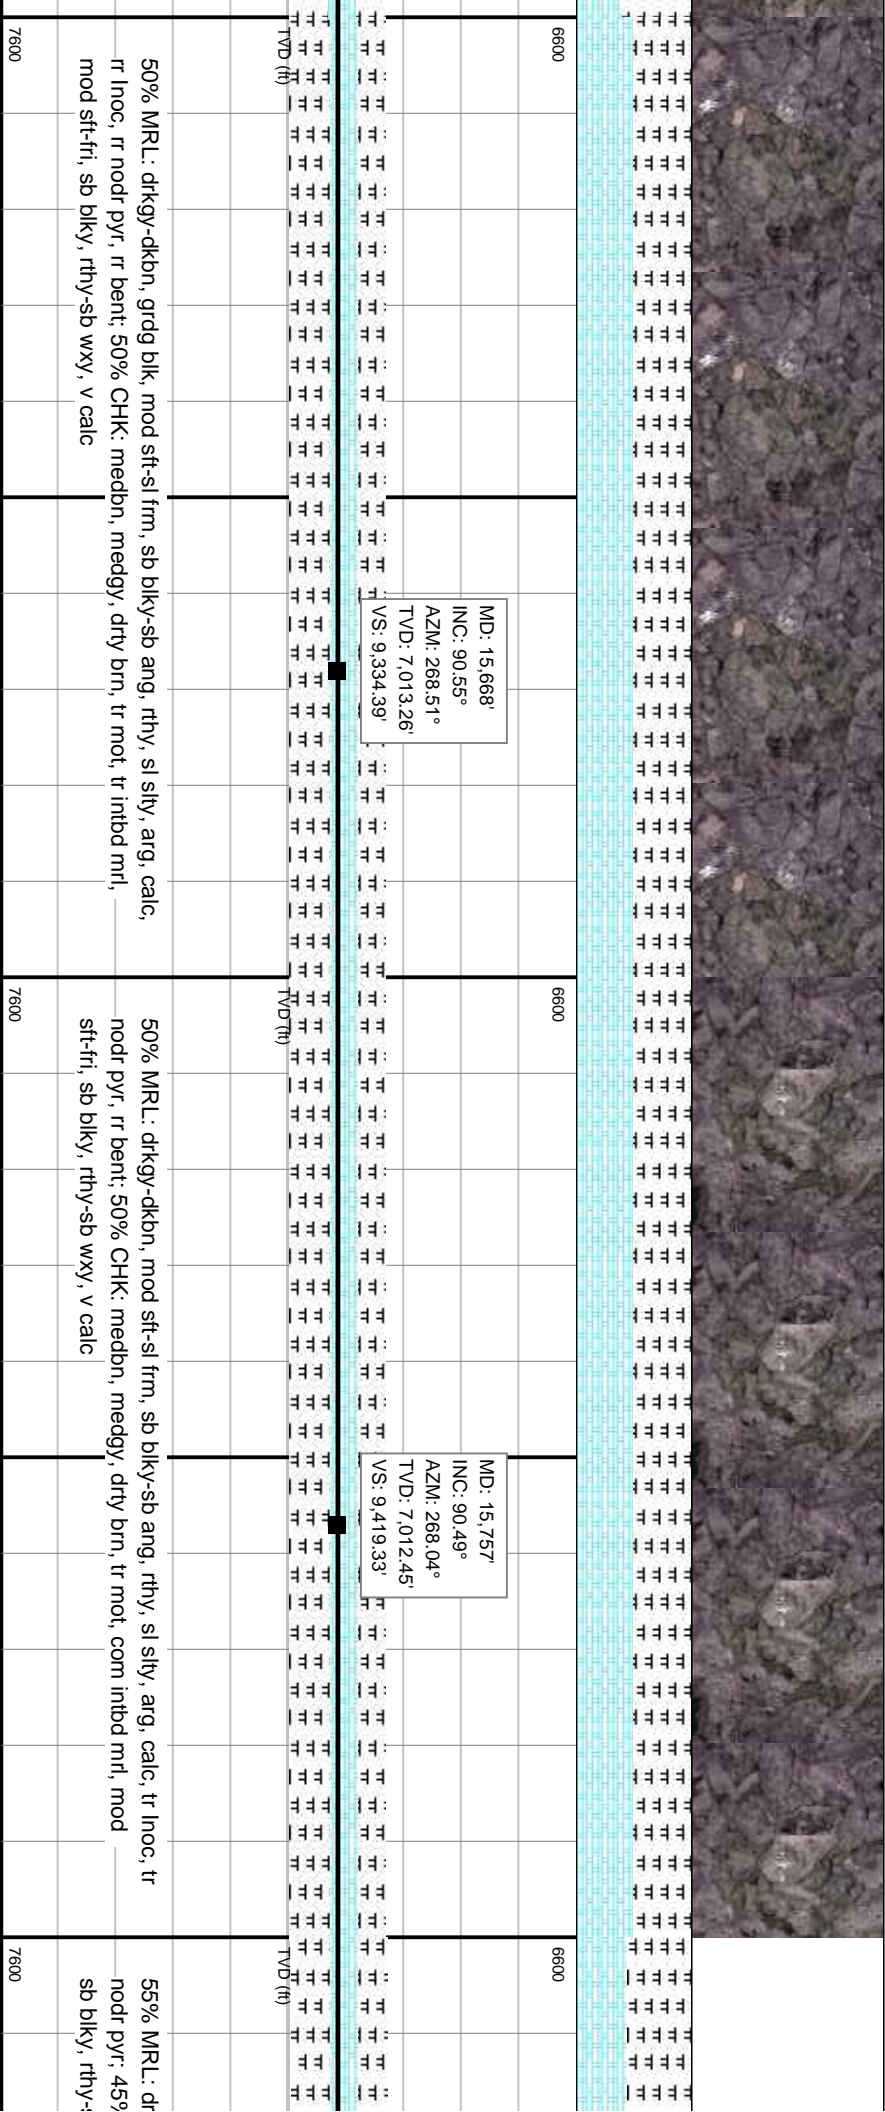 6600
TVD (ft)
7600
50% MRL: drkgy-dkbn, grdg blk, mod sft-sl frm, sb blky-sb ang, rthy, sl slty, arg, calc,
rr Inoc, rr nodr pyr, rr bent; 50% CHK: medbn, medgy, drty brn, tr mot, tr intbd mrl,
mod sft-fri, sb blky, rthy-sb wxy, v calc
MD: 15,668'
INC: 90.55°
AZM: 268.51°
TVD: 7,013.26'
VS: 9,334.39'
6600
TVD (ft)
7600
50% MRL: drkgy-dkbn, mod sft-sl frm, sb blky-sb ang, rthy, sl slty, arg, calc, tr Inoc, tr
nodr pyr, rr bent; 50% CHK: medbn, medgy, drty brn, tr mot, com intbd mrl, mod
sft-fri, sb blky, rthy-sb wxy, v calc
MD: 15,757'
INC: 90.49°
AZM: 268.04°
TVD: 7,012.45'
VS: 9,419.33'
6600
TVD (ft)
7600
55% MRL:
nodr pyr; 45%
sb blky,